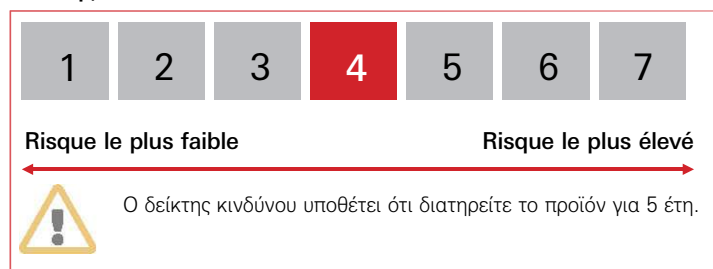 1 2 3 4 5 6 7
Risque le plus faible Risque le plus élevé
Ο δείκτης κινδύνου υποθέτει ότι διατηρείτε το προϊόν για 5 έτη.